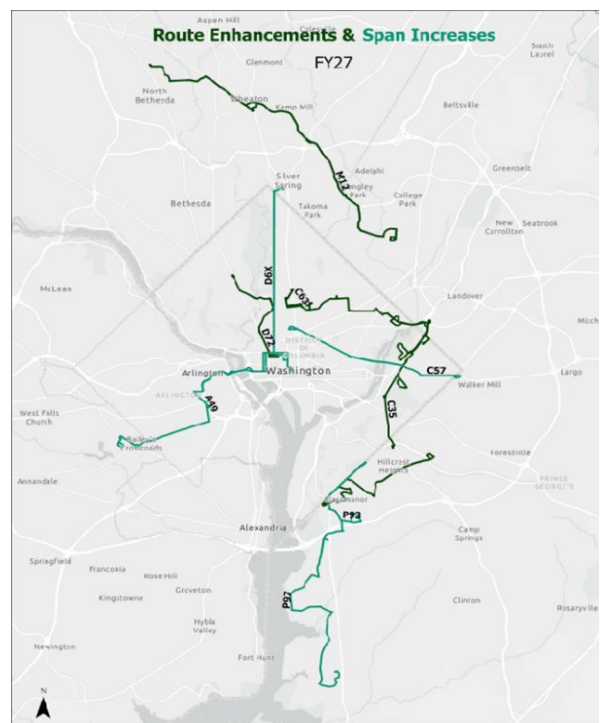 Aspen Hill
Route Enhancements & Span Increases
FY27
Glenmont
South
Laurel
North
Bethesda
Wheaton
Kemp Mill
Beltsville
Silver
Spring
Adelphi
Langley
Park
M12
College
Park
Greenbelt
Bethesda
Takoma
Park
New
Carrollton
Seabrook
McLean
D6X
C63
Landover
D72
DISTRICT
OF
COLUMBIA
Largo
Arlington
Washington
C57
Walker Mill
ARLINGTON
A49
C35
West Falls
Church
Bailey's
Crossroads
Forestville
Hillcrest
Heights
PRINCE
GEORGE'S
Annandale
Glassmanor
Alexandria
Camp
Springs
Springfield
Franconia
Rose Hill
Kingstowne
Groveton
P97
Clinton
Rosaryville
Hybla
Valley
Newington
Fort Hunt
N